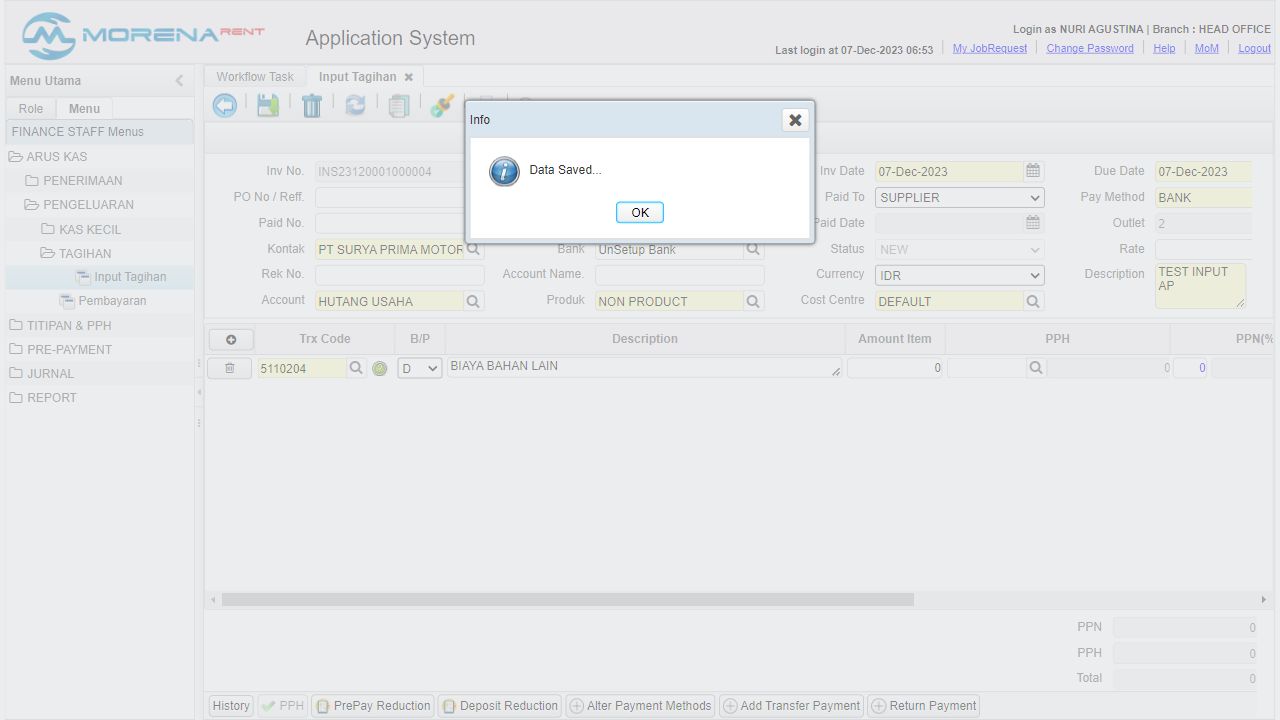 MORENA RENT
Application System
Login as NURI AGUSTINA | Branch : HEAD OFFICE
Last login at 07-Dec-2023 06:53 | My JobRequest | Change Password | Help | MoM | Logout
Menu Utama
Workflow Task
Input Tagihan
Role
Menu
FINANCE STAFF Menus
ARUS KAS
PENERIMAAN
PENGELUARAN
KAS KECIL
TAGIHAN
Input Tagihan
Pembayaran
TITIPAN & PPH
PRE-PAYMENT
JURNAL
REPORT
Info
Data Saved...
OK
Inv No. INS23120001000004
Inv Date 07-Dec-2023
Due Date 07-Dec-2023
PO No / Reff.
Paid To SUPPLIER
Pay Method BANK
Paid No.
Paid Date
Outlet 2
Kontak PT SURYA PRIMA MOTOR
Bank UnSetup Bank
Status NEW
Rate
Rek No.
Account Name.
Currency IDR
Description TEST INPUT
AP
Account HUTANG USAHA
Produk NON PRODUCT
Cost Centre DEFAULT
Trx Code B/P Description Amount Item PPH PPN(%
5110204 D BIAYA BAHAN LAIN 0 0 0
PPN 0
PPH 0
Total 0
History PPH PrePay Reduction Deposit Reduction Alter Payment Methods Add Transfer Payment Return Payment